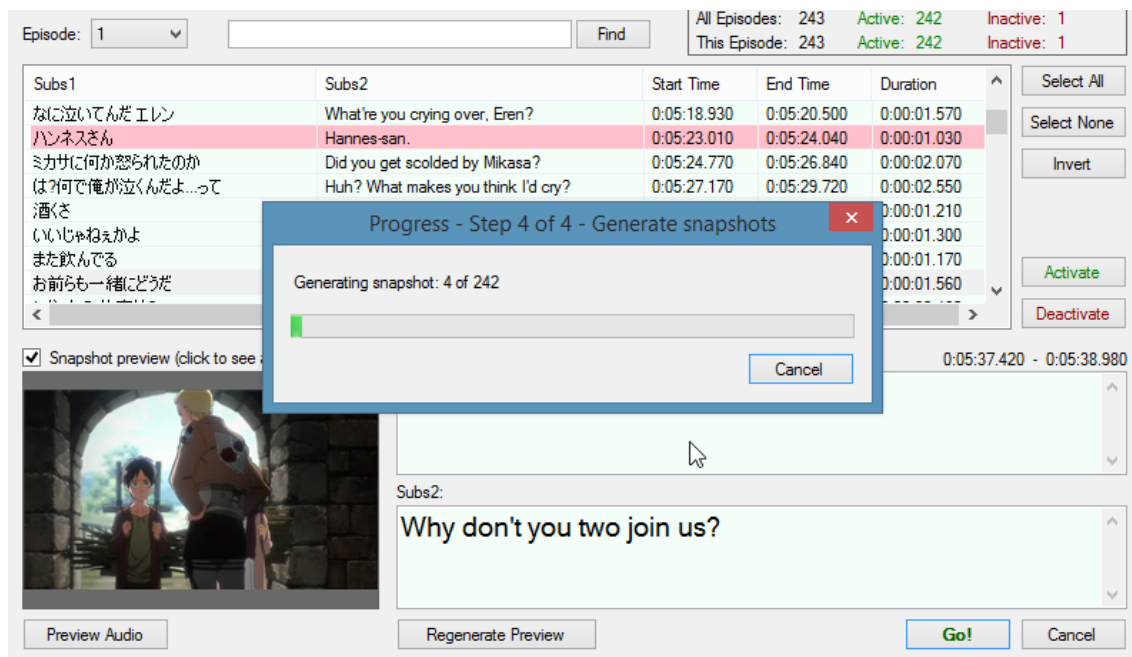 Episode: 1 Find All Episodes: 243 Active: 242 Inactive: 1
This Episode: 243 Active: 242 Inactive: 1
Subs1 Subs2 Start Time End Time Duration Select All
なに泣いてんだ エレン What're you crying over, Eren? 0:05:18.930 0:05:20.500 0:00:01.570
Select None
ハンネスさん Hannes-san. 0:05:23.010 0:05:24.040 0:00:01.030
ミカサに何か怒られたのか Did you get scolded by Mikasa? 0:05:24.770 0:05:26.840 0:00:02.070 Invert
は?何で俺が泣くんだよ…って Huh? What makes you think I'd cry? 0:05:27.170 0:05:29.720 0:00:02.550
酒くさ 0:00:01.210
Progress - Step 4 of 4 - Generate snapshots
いいじゃねぇかよ 0:00:01.300
また飲んでる 0:00:01.170
お前らも一緒にどうだ 0:00:01.560 Activate
Generating snapshot: 4 of 242
Deactivate
Cancel
Snapshot preview (click to see 0:05:37.420 - 0:05:38.980
Subs2:
Why don't you two join us?
Preview Audio Regenerate Preview Go! Cancel